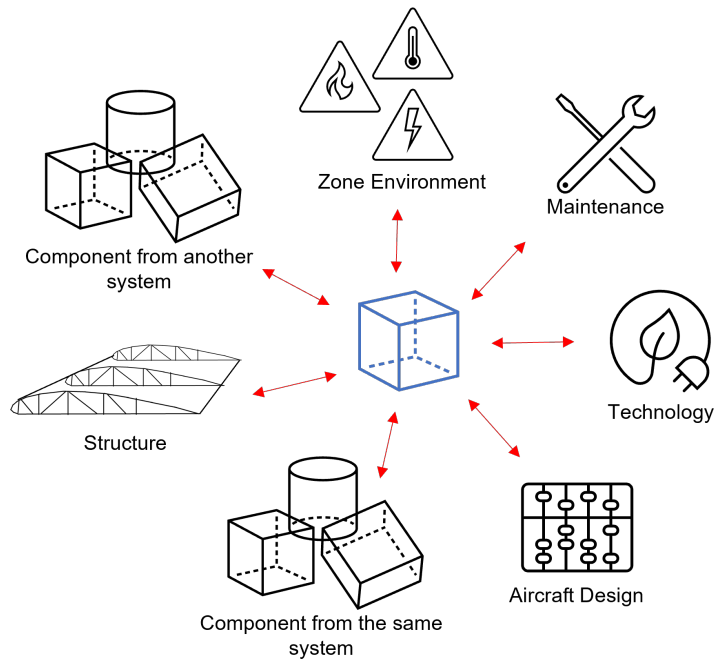 Zone Environment
Maintenance
Component from another
system
Technology
Structure
Aircraft Design
Component from the same
system